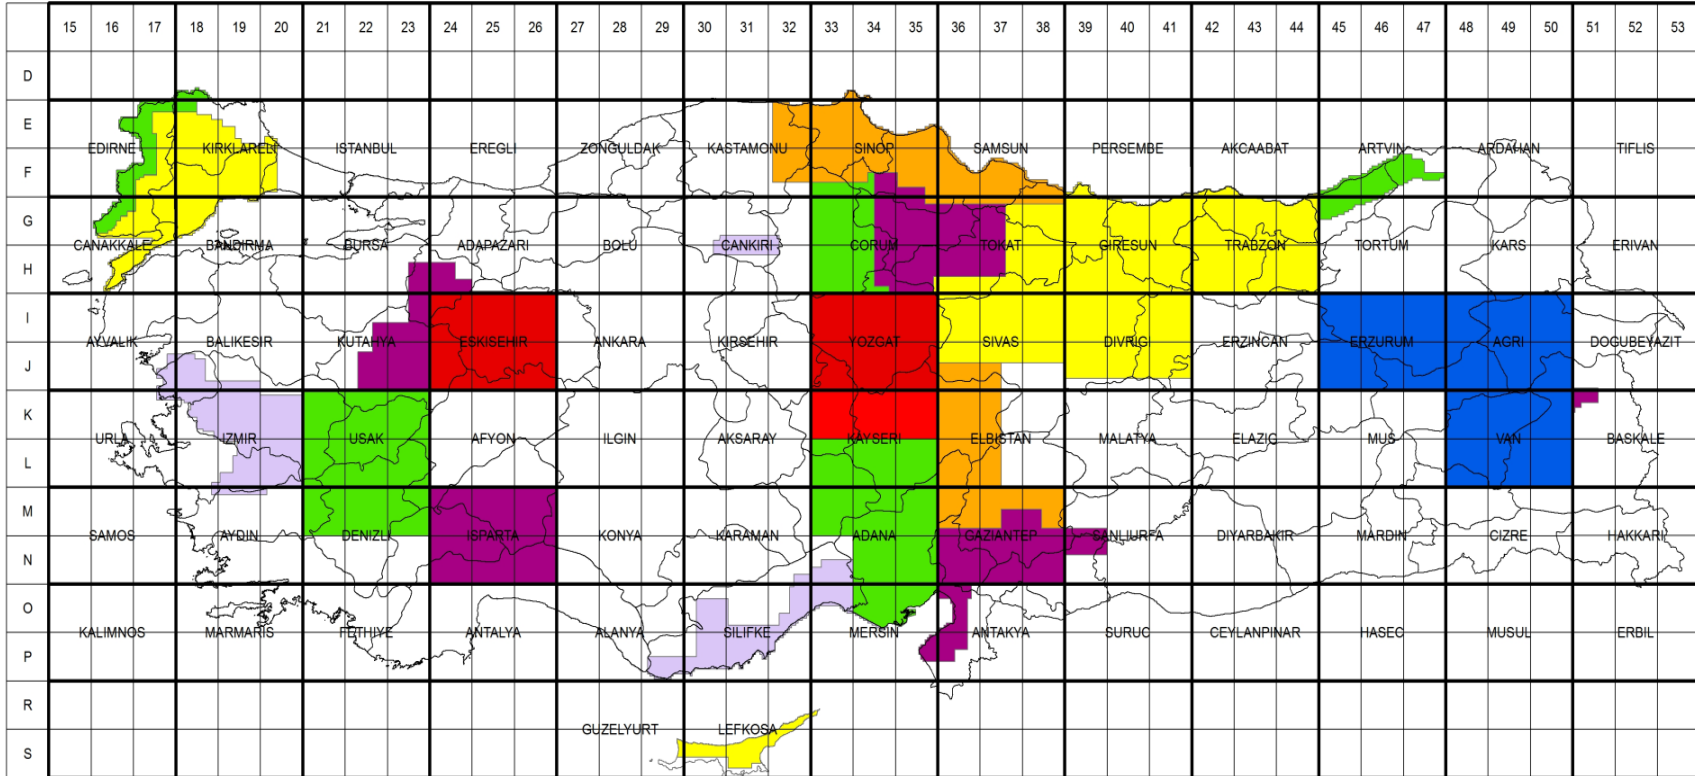 15 16 17 18 19 20 21 22 23 24 25 26 27 28 29 30 31 32 33 34 35 36 37 38 39 40 41 42 43 44 45 46 47 48 49 50 51 52 53
D
E
EDIRNE KIRKLARELI ISTANBUL EREGLI ZONGULDAK KASTAMONU SINOP SAMSUN PERSEMBE AKCAABAT ARTVIN ARDAHAN TIFLIS
F
G
CANAKKALE BANDIRMA BURSA ADAPAZARI BOLU CANKIRI CORUM TOKAT GIRESUN TRABZON TORTUM KARS ERIVAN
H
I
AYVALIK BALIKESIR KUTAHYA ESKISEHIR ANKARA KIRSEHIR YOZGAT SIVAS DIVRIGI ERZINCAN ERZURUM AGRI DOGUBEYAZIT
J
K
URLA IZMIR USAK AFYON ILGIN AKSARAY KAYSERI ELBISTAN MALATYA ELAZIG MUS VAN BASKALE
L
M
SAMOS AYDIN DENIZLI ISPARTA KONYA KARAMAN ADANA GAZIANTEP SANLIURFA DIYARBAKIR MARDIN CIZRE HAKKARI
N
O
KALIMNOS MARMARIS FETHIYE ANTALYA ALANYA SILIFKE MERSIN ANTAKYA SURUC CEYLANPINAR HASEC MUSUL ERBIL
P
R
GUZELYURT LEFKOSA
S